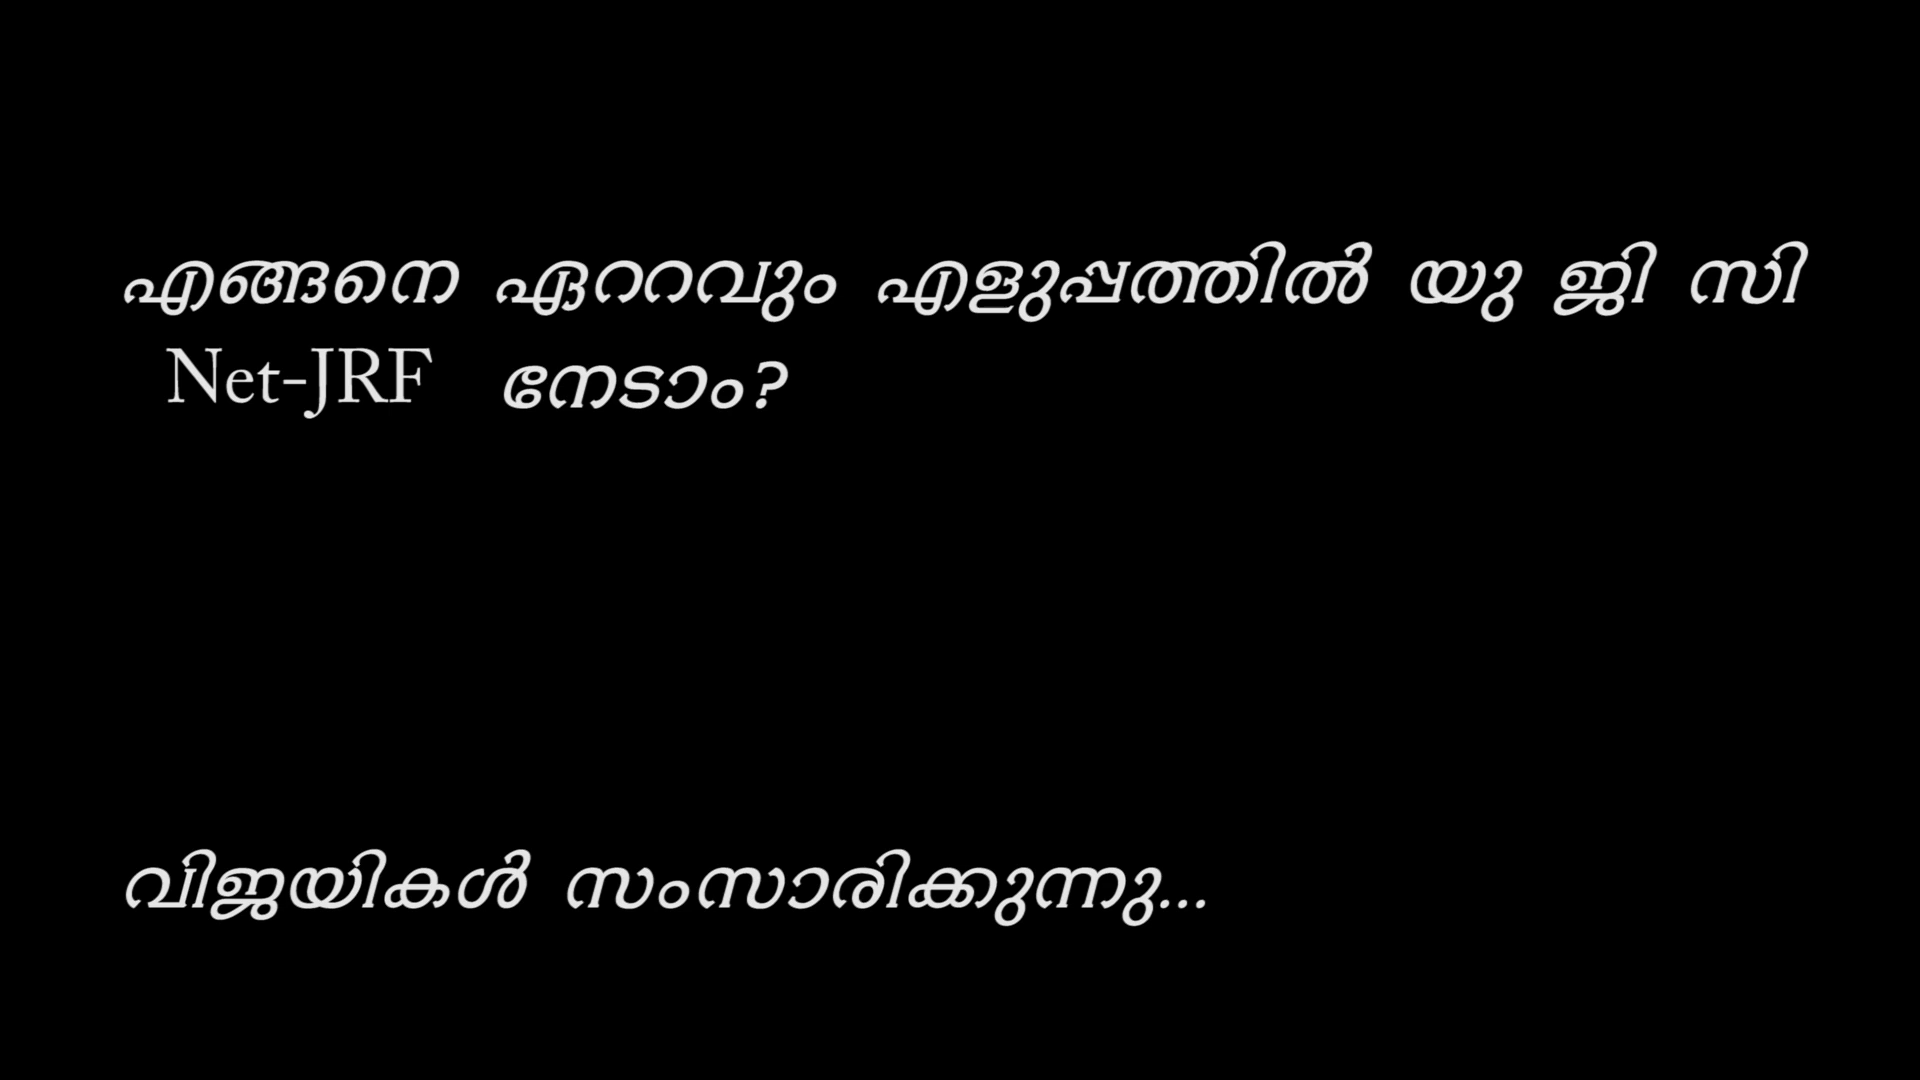 എങ്ങനെ ഏററവും എളുപ്പത്തിൽ യു ജി സി
Net-JRF നേടാം?
വിജയികൾ സംസാരിക്കുന്നു...